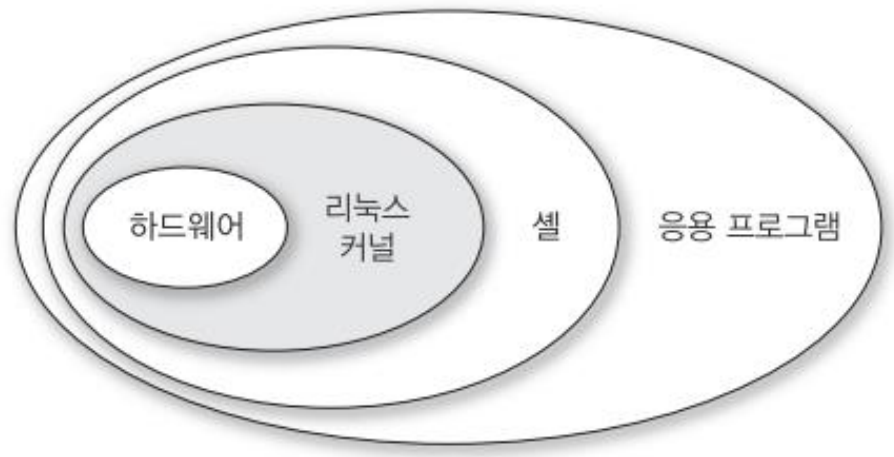 하드웨어
리눅스
커널
셸
응용 프로그램